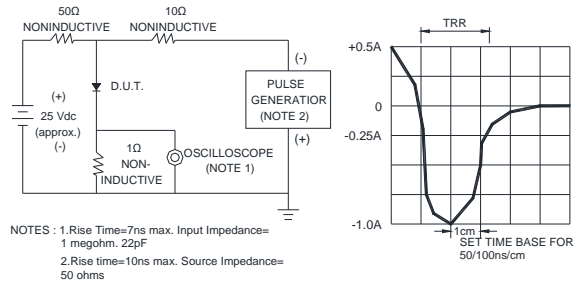 50Ω
NONINDUCTIVE
10Ω
NONINDUCTIVE
(+)
25 Vdc
(approx.)
(-)
D.U.T.
1Ω
NON-
INDUCTIVE
OSCILLOSCOPE
(NOTE 1)
(-)
PULSE
GENERATIOR
(NOTE 2)
(+)
TRR
+0.5A
0
-0.25A
-1.0A
1cm
SET TIME BASE FOR
50/100ns/cm
NOTES : 1.Rise Time=7ns max. Input Impedance=
1 megohm. 22pF
2.Rise time=10ns max. Source Impedance=
50 ohms